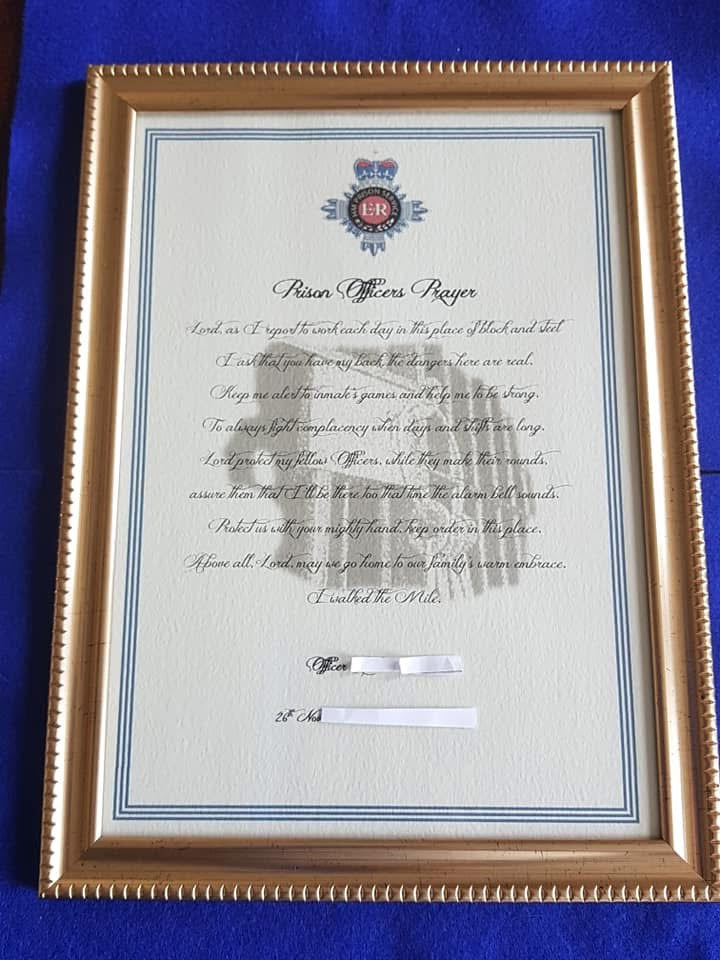 HM PRISON SERVICE
E R
Prison Officers Prayer
Lord, as I report to work each day in this place of block and steel
I ask that you have my back, the dangers here are real.
Keep me alert to inmate's games and help me to be strong.
To always fight complacency when days and shifts are long.
Lord protect my fellow Officers, while they make their rounds,
assure them that I'll be there too that time the alarm bell sounds.
Protect us with your mighty hand, keep order in this place.
Above all, Lord, may we go home to our family's warm embrace.
I walked the Mile.
Officer
26th Nov